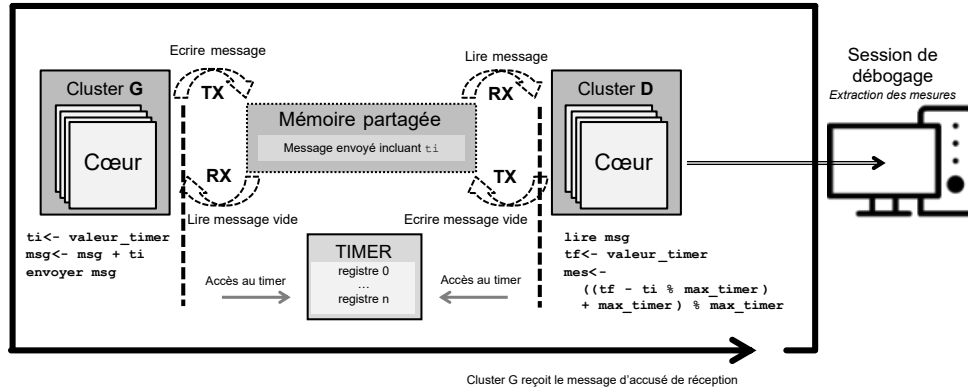 Ecrire message
Lire message
Session de
débogage
Extraction des mesures
Cluster G
TX
RX
Cluster D
Mémoire partagée
Message envoyé incluant ti
Cœur
Cœur
RX
TX
Lire message vide
Ecrire message vide
ti<- valeur_timer
msg<- msg + ti
envoyer msg
TIMER
registre 0
...
registre n
Accès au timer
Accès au timer
lire msg
tf<- valeur_timer
mes<-
((tf - ti % max_timer)
+ max_timer) % max_timer
Cluster G reçoit le message d'accusé de réception